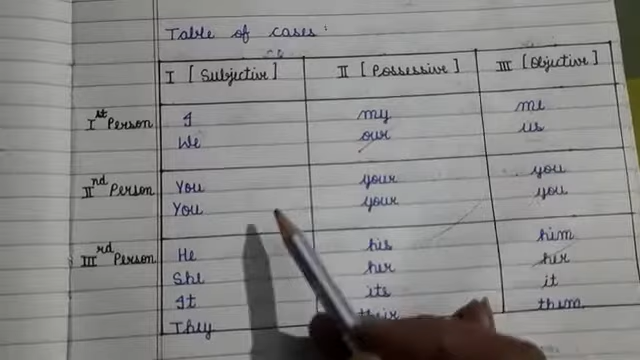 Table of cases:
I [Subjective] II [Possessive] III [Objective]
Ist Person I my me
We our us
IInd Person You your you
You your you
IIIrd Person He his him
She her her
It its it
They their them